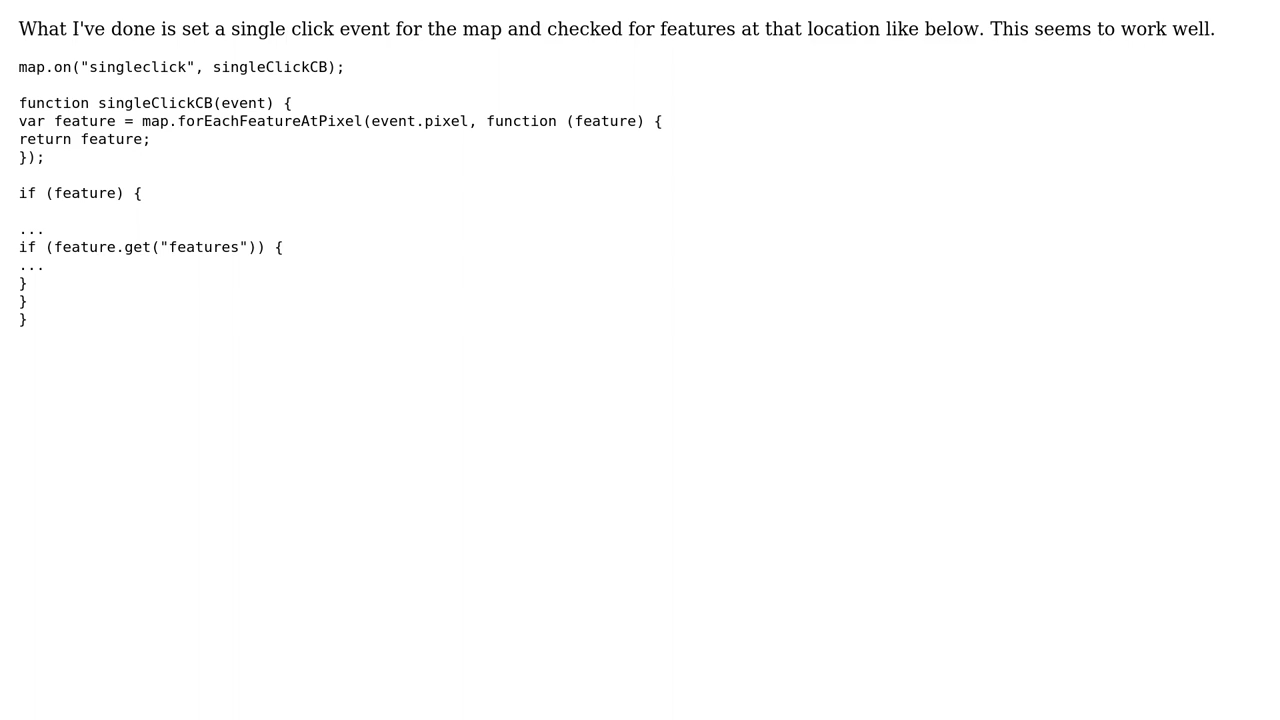 What I've done is set a single click event for the map and checked for features at that location like below. This seems to work well.
map.on("singleclick", singleClickCB);
function singleClickCB(event) {
var feature = map.forEachFeatureAtPixel(event.pixel, function (feature) {
return feature;
});
if (feature) {
...
if (feature.get("features")) {
...
}
}
}